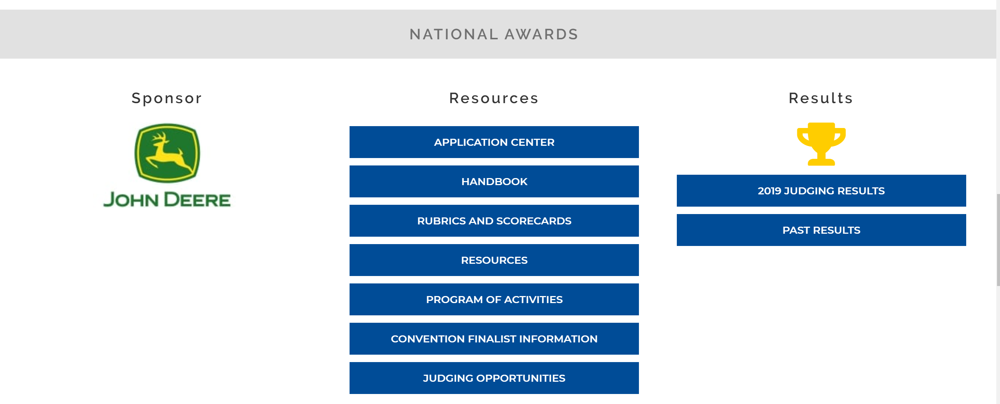 NATIONAL AWARDS
Sponsor
JOHN DEERE
Resources
APPLICATION CENTER
HANDBOOK
RUBRICS AND SCORECARDS
RESOURCES
PROGRAM OF ACTIVITIES
CONVENTION FINALIST INFORMATION
JUDGING OPPORTUNITIES
Results
2019 JUDGING RESULTS
PAST RESULTS